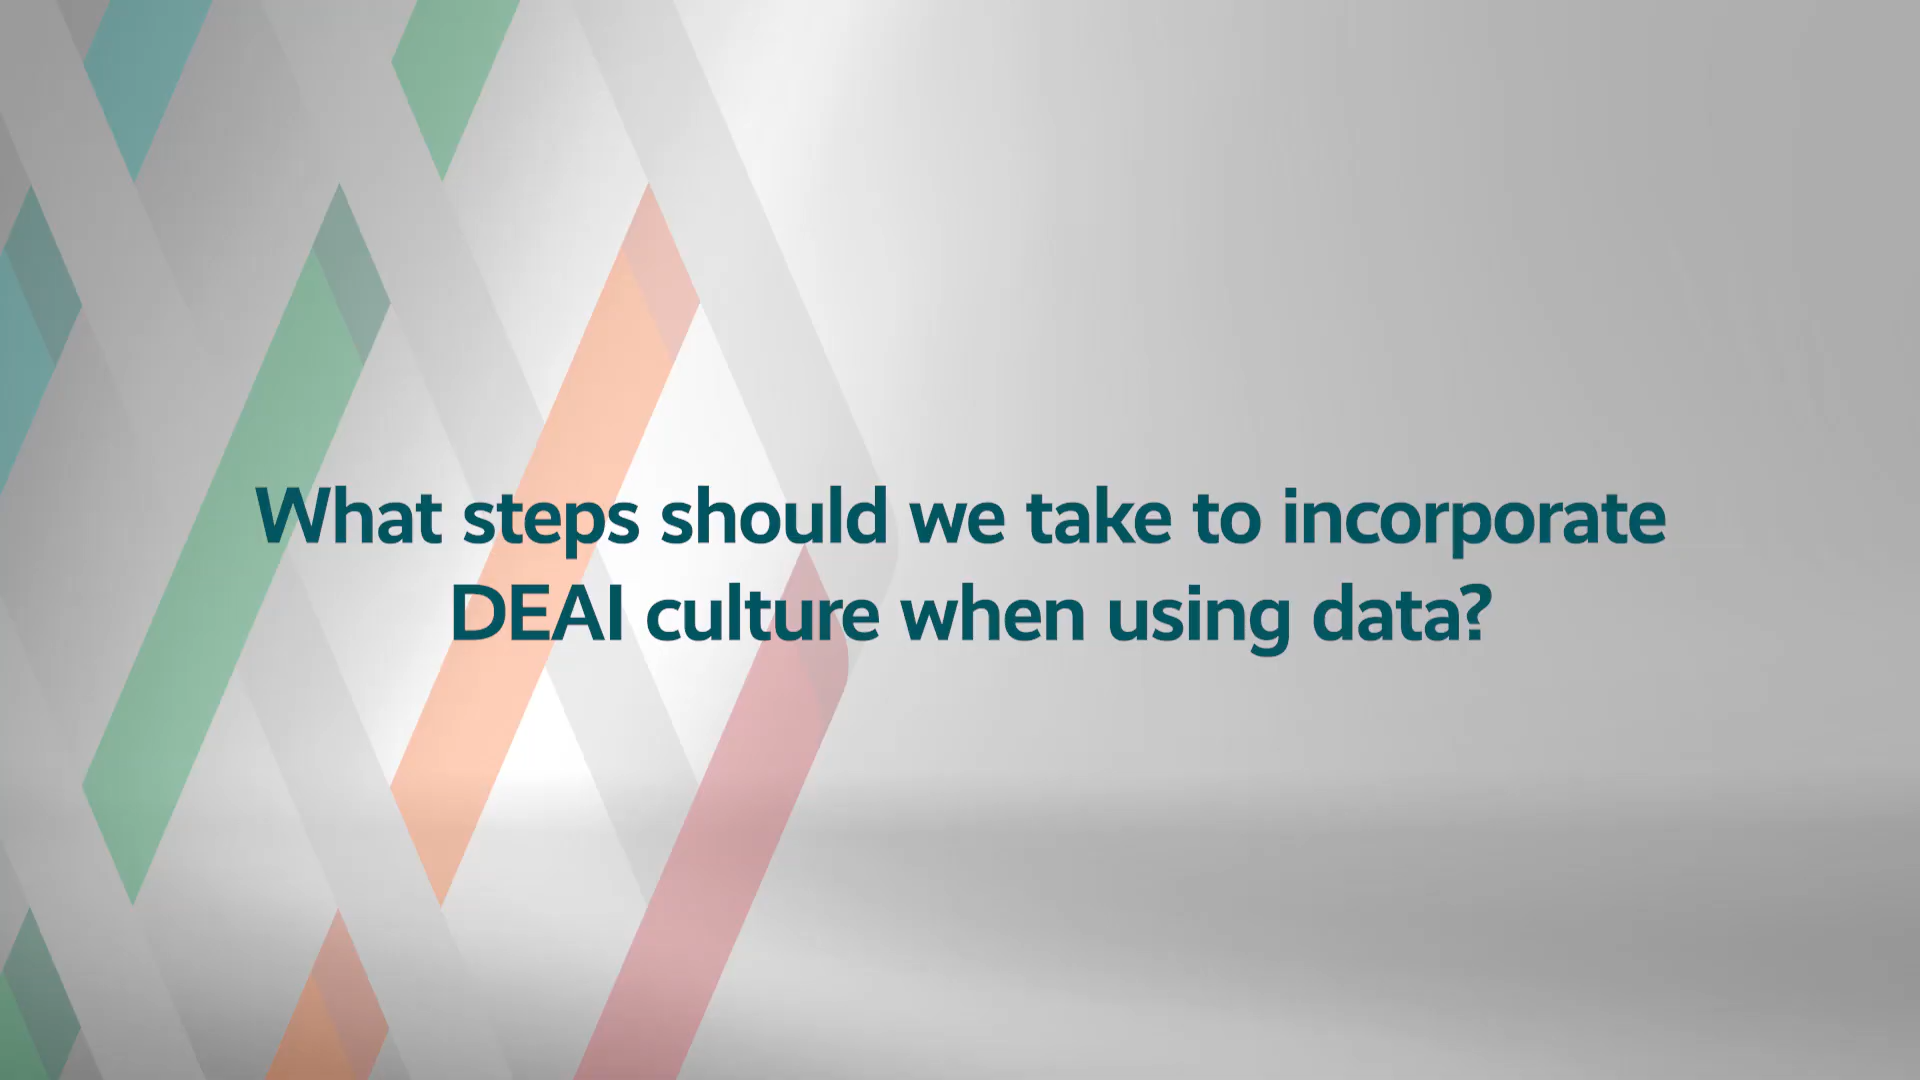 What steps should we take to incorporate
DEAI culture when using data?